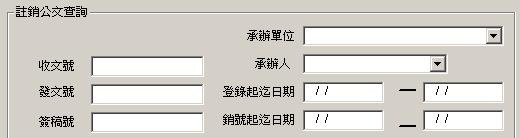 註銷公文查詢
承辦單位
收文號 承辦人
發文號 登錄起迄日期 / / — / /
簽稿號 銷號起迄日期 / / — / /